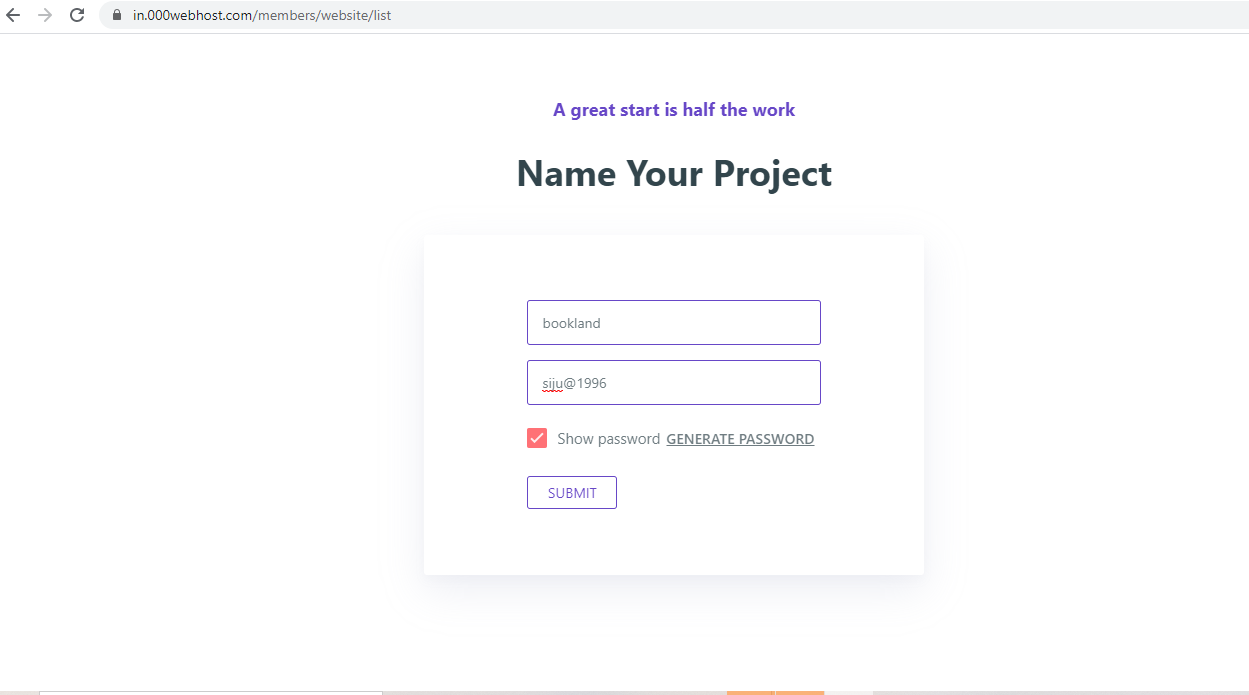 in.000webhost.com/members/website/list
A great start is half the work
Name Your Project
bookland
siju@1996
Show password GENERATE PASSWORD
SUBMIT